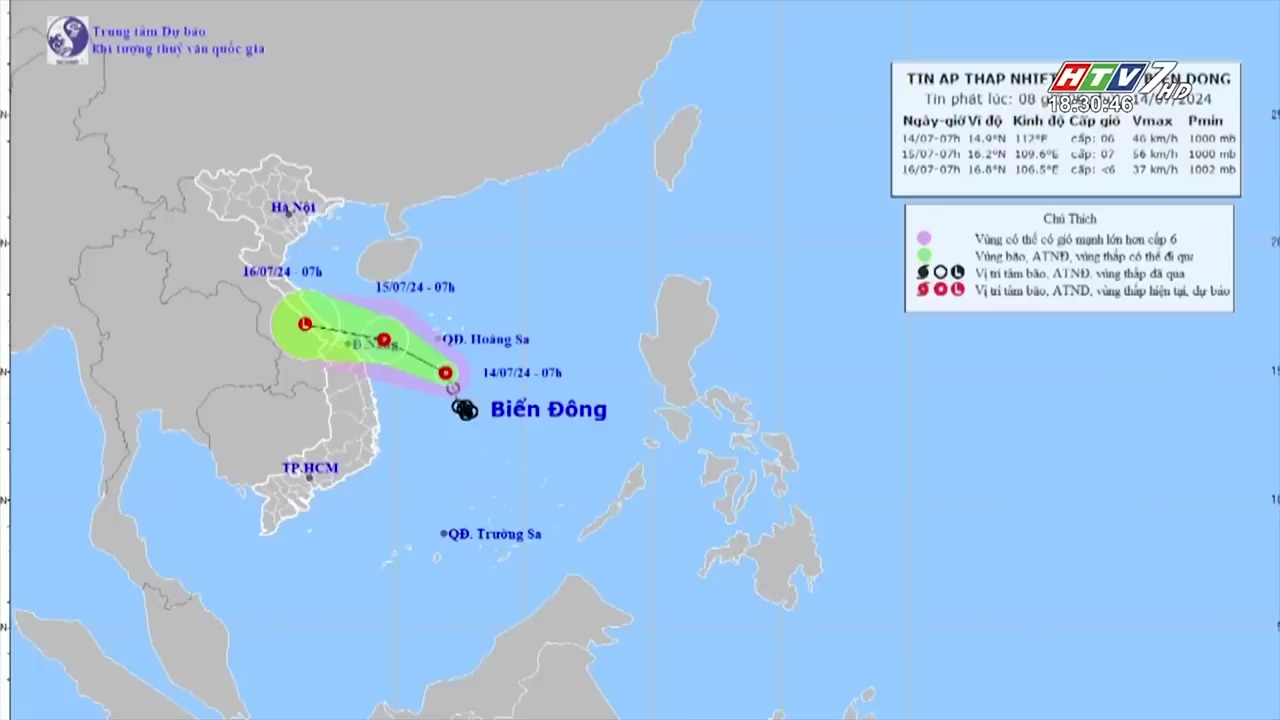 Trung tâm Dự báo
Khí tượng thuỷ văn quốc gia
HTV7 HD
18:30:46
TIN AP THAP NHIET ĐONG
Tin phát lúc: 08 14/07/2024
Ngày-giờ Vĩ độ Kinh độ Cấp gió Vmax Pmin
14/07-07h 14.9°N 112°E cấp: 06 46 km/h 1000 mb
15/07-07h 16.2°N 109.6°E cấp: 07 56 km/h 1000 mb
16/07-07h 16.8°N 106.5°E cấp: <6 37 km/h 1002 mb
Chú Thích
Vùng có thể có gió mạnh lớn hơn cấp 6
Vùng bão, ATNĐ, vùng thấp có thể đi qu
Vị trí tâm bão, ATNĐ, vùng thấp đã qua
Vị trí tâm bão, ATNĐ, vùng thấp hiện tại, dự báo
Hà Nội
16/07/24 - 07h
15/07/24 - 07h
QĐ. Hoàng Sa
Đ.Nẵng
14/07/24 - 07h
Biển Đông
TP.HCM
QĐ. Trường Sa